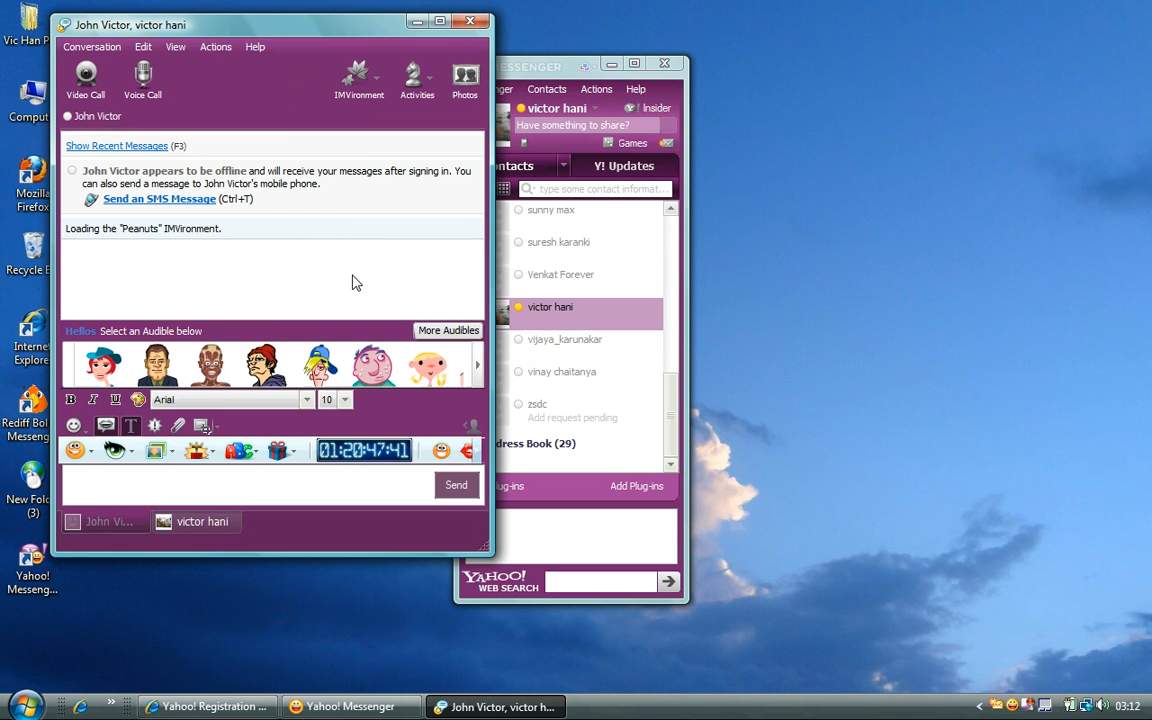 Vic Han P
Comput
Mozilla
Firefox
Recycle B
Internet
Explore
Rediff Bol
Messenger
New Fol
(3)
Yahoo!
Messeng...
John Victor, victor hani
Conversation Edit View Actions Help
Video Call Voice Call IMVironment Activities Photos
John Victor
Show Recent Messages (F3)
John Victor appears to be offline and will receive your messages after signing in. You
can also send a message to John Victor's mobile phone.
Send an SMS Message (Ctrl+T)
Loading the "Peanuts" IMVironment.
Hellos Select an Audible below More Audibles
B I U Arial 10
T
ABC 01:20:47:41
Send
John Vi... victor hani
ESSENGER
nger Contacts Actions Help
victor hani Y! Insider
Have something to share?
Games
ntacts Y! Updates
type some contact informat...
sunny max
suresh karanki
Venkat Forever
victor hani
vijaya_karunakar
vinay chaitanya
zsdc
Add request pending
dress Book (29)
lug-ins Add Plug-ins
YAHOO!
WEB SEARCH
Yahoo! Registration ... Yahoo! Messenger John Victor, victor h... 03:12